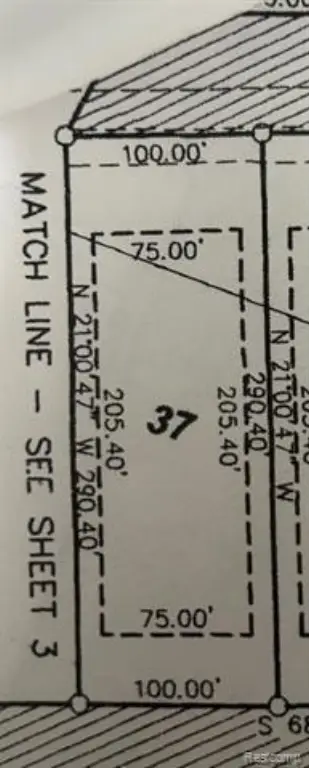 100.00'
75.00'
MATCH LINE – SEE SHEET 3
N 21°00'47" W 290.40'
205.40'
37
205.40'
290.40'
N 21°00'47" W
75.00'
100.00'
S 68
Realcomp